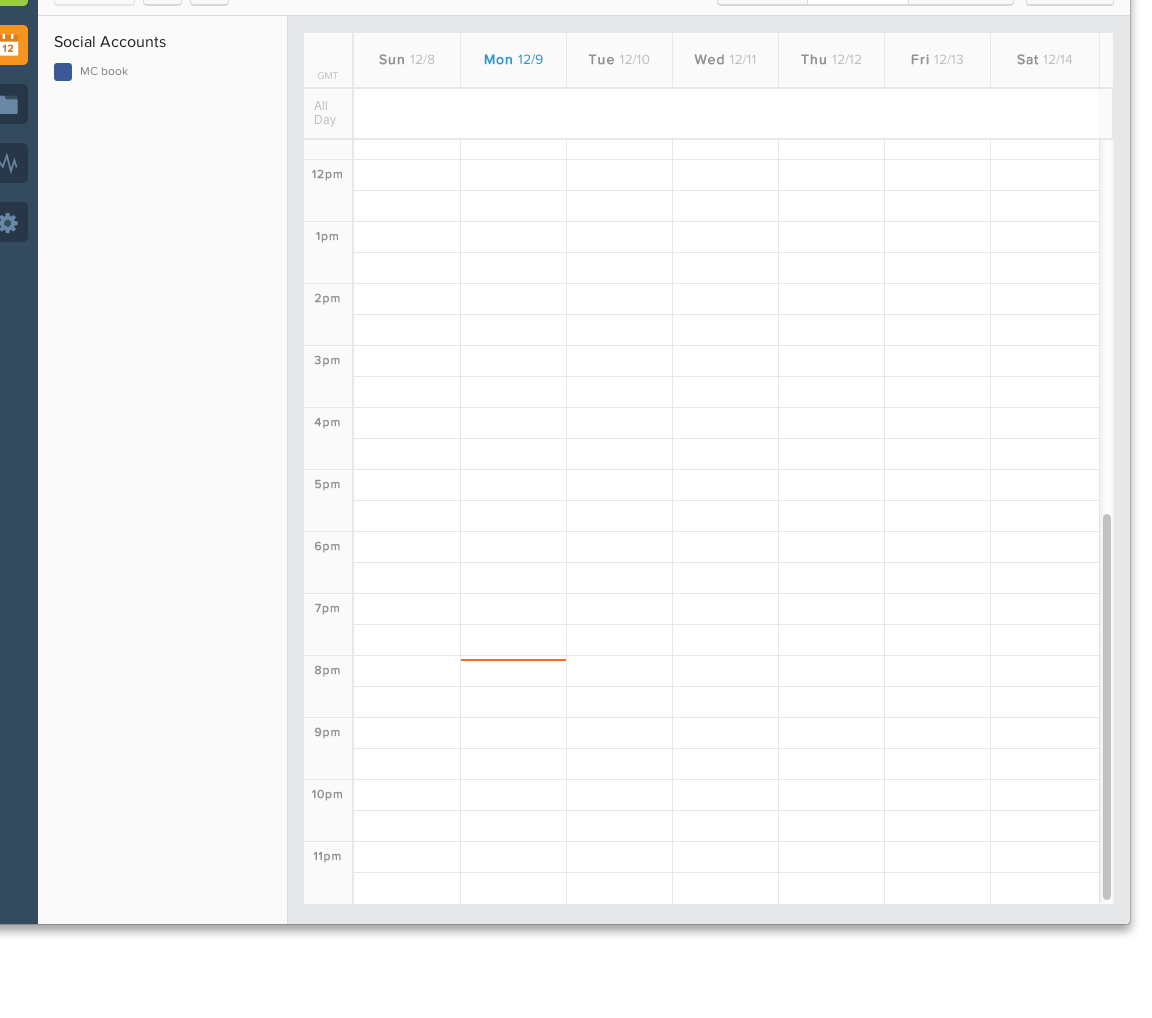 12
Social Accounts
MC book
GMT
Sun 12/8
Mon 12/9
Tue 12/10
Wed 12/11
Thu 12/12
Fri 12/13
Sat 12/14
All
Day
12pm
1pm
2pm
3pm
4pm
5pm
6pm
7pm
8pm
9pm
10pm
11pm